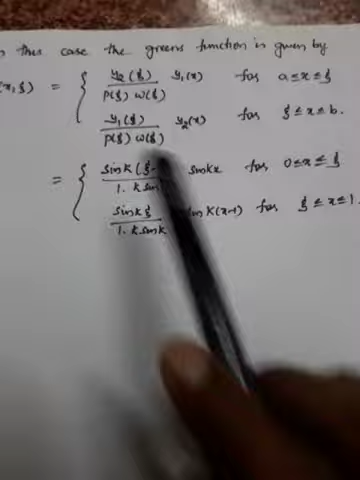 this case the greens function is given by
(x,ξ) = { y₂(ξ)/P(ξ) w(ξ) y₁(x) for a≤x≤ξ
y₁(ξ)/P(ξ) w(ξ) y₂(x) for ξ≤x≤b.
= { sin k(ξ- /1. k sin sin kx for 0≤x≤ξ
sin kξ/1. k sin k k(x-1) for ξ≤x≤1